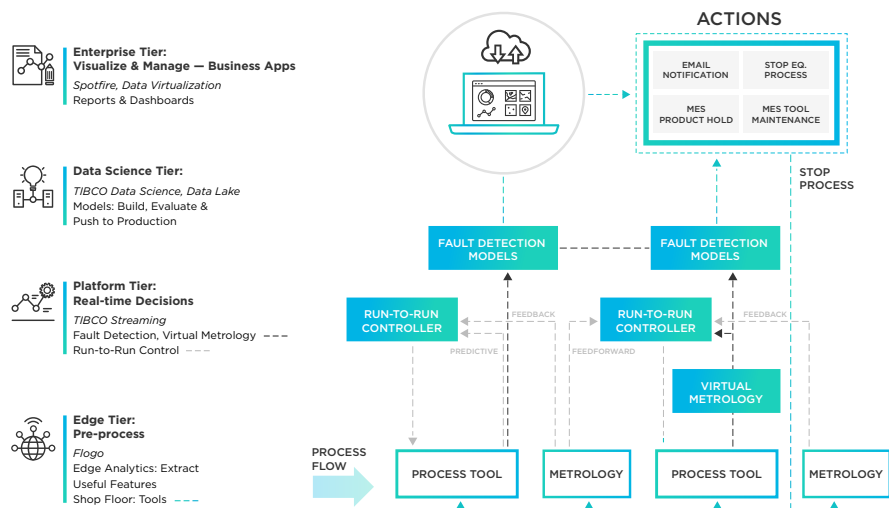 Enterprise Tier:
Visualize & Manage — Business Apps
Spotfire, Data Virtualization
Reports & Dashboards
Data Science Tier:
TIBCO Data Science, Data Lake
Models: Build, Evaluate &
Push to Production
Platform Tier:
Real-time Decisions
TIBCO Streaming
Fault Detection, Virtual Metrology
Run-to-Run Control
Edge Tier:
Pre-process
Flogo
Edge Analytics: Extract
Useful Features
Shop Floor: Tools
ACTIONS
EMAIL
NOTIFICATION
STOP EQ.
PROCESS
MES
PRODUCT HOLD
MES TOOL
MAINTENANCE
STOP
PROCESS
FAULT DETECTION
MODELS
FAULT DETECTION
MODELS
RUN-TO-RUN
CONTROLLER
FEEDBACK
PREDICTIVE
FEEDFORWARD
RUN-TO-RUN
CONTROLLER
FEEDBACK
VIRTUAL
METROLOGY
PROCESS
FLOW
PROCESS TOOL
METROLOGY
PROCESS TOOL
METROLOGY